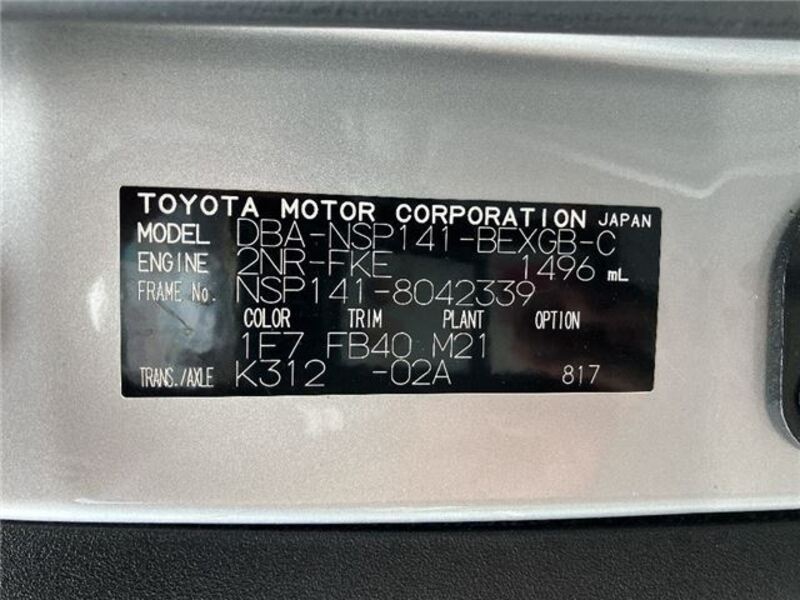 TOYOTA MOTOR CORPORATION JAPAN
MODEL DBA-NSP141-BEXGB-C
ENGINE 2NR-FKE 1496 mL
FRAME No. NSP141-8042339
COLOR TRIM PLANT OPTION
1E7 FB40 M21
TRANS./AXLE K312 -02A 817